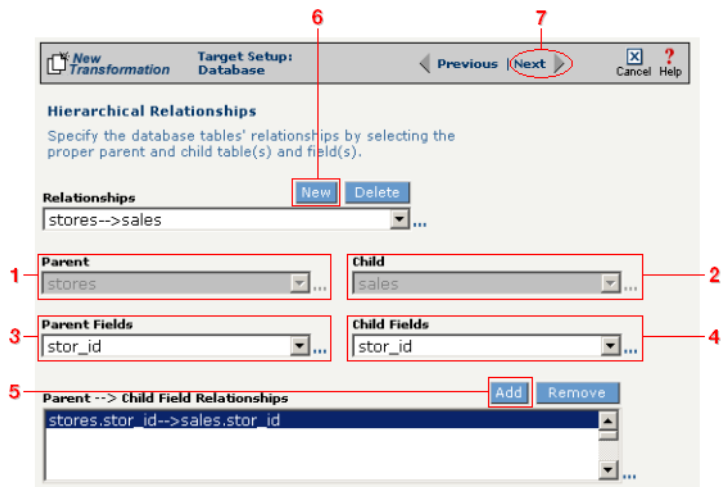 6
7
New Transformation
Target Setup: Database
Previous | Next
Cancel
Help
Hierarchical Relationships
Specify the database tables' relationships by selecting the
proper parent and child table(s) and field(s).
Relationships
New
Delete
stores-->sales
...
1
Parent
stores
...
Child
sales
...
2
3
Parent Fields
stor_id
...
Child Fields
stor_id
...
4
5
Parent --> Child Field Relationships
Add
Remove
stores.stor_id-->sales.stor_id
...